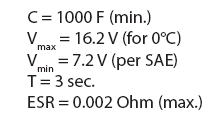 C = 1000 F (min.)
Vmax = 16.2 V (for 0°C)
Vmin = 7.2 V (per SAE)
T = 3 sec.
ESR = 0.002 Ohm (max.)